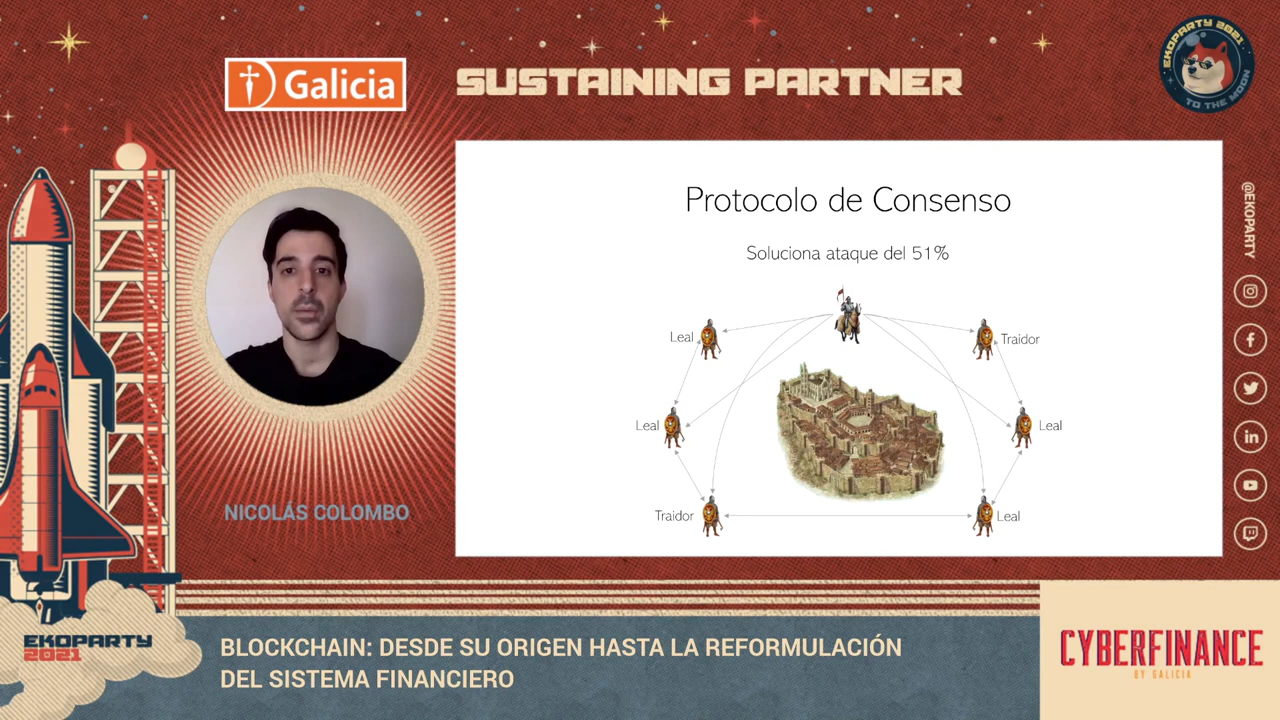 Galicia
SUSTAINING PARTNER
EKOPARTY 2021
TO THE MOON
@EKOPARTY
Protocolo de Consenso
Soluciona ataque del 51%
Leal
Traidor
Leal
Leal
Traidor
Leal
NICOLÁS COLOMBO
EKOPARTY
2021
BLOCKCHAIN: DESDE SU ORIGEN HASTA LA REFORMULACIÓN
DEL SISTEMA FINANCIERO
CYBERFINANCE
BY GALICIA